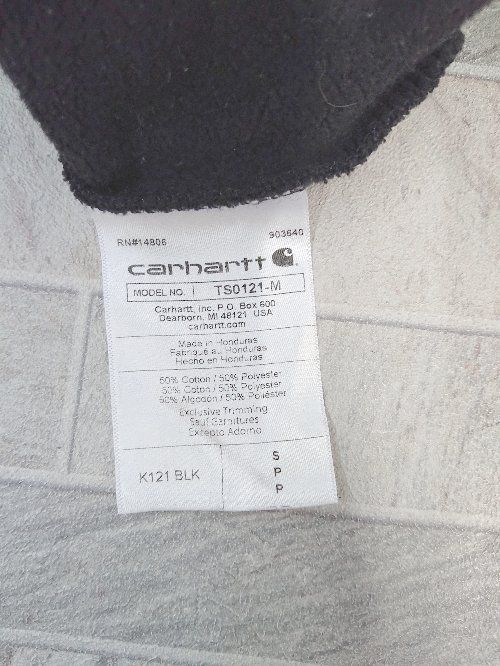 RN#14806 903640
carhartt
MODEL NO. TS0121-M
Carhartt, Inc. P.O. Box 600
Dearborn, MI 48121 USA
carhartt.com
Made in Honduras
Fabriqué au Honduras
Hecho en Honduras
50% Cotton / 50% Polyester
50% Coton / 50% Polyester
50% Algodon / 50% Poliéster
Exclusive Trimming
Sauf Garnitures
Excepto Adorno
K121 BLK
S
P
P